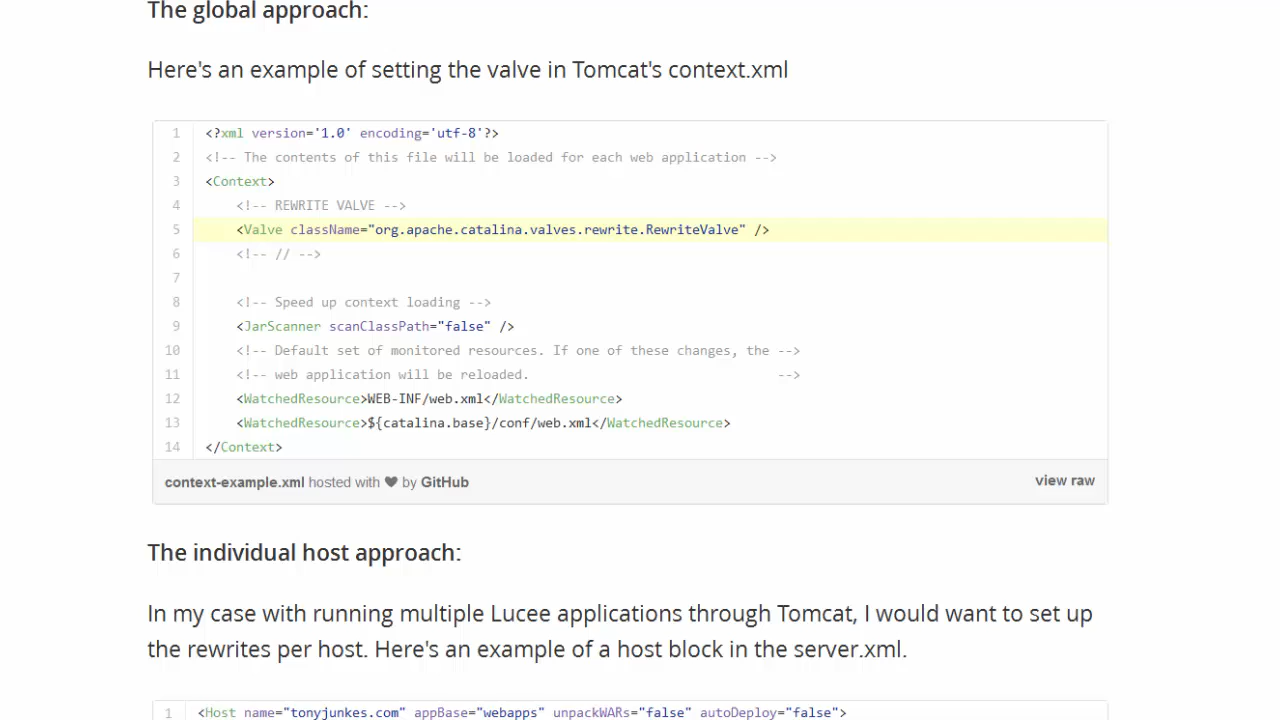 The global approach:
Here's an example of setting the valve in Tomcat's context.xml
1 <?xml version='1.0' encoding='utf-8'?>
2 <!-- The contents of this file will be loaded for each web application -->
3 <Context>
4     <!-- REWRITE VALVE -->
5     <Valve className="org.apache.catalina.valves.rewrite.RewriteValve" />
6     <!-- // -->
7
8     <!-- Speed up context loading -->
9     <JarScanner scanClassPath="false" />
10     <!-- Default set of monitored resources. If one of these changes, the -->
11     <!-- web application will be reloaded.                                -->
12     <WatchedResource>WEB-INF/web.xml</WatchedResource>
13     <WatchedResource>${catalina.base}/conf/web.xml</WatchedResource>
14 </Context>
context-example.xml hosted with ❤ by GitHub view raw
The individual host approach:
In my case with running multiple Lucee applications through Tomcat, I would want to set up
the rewrites per host. Here's an example of a host block in the server.xml.
1 <Host name="tonyjunkes.com" appBase="webapps" unpackWARs="false" autoDeploy="false">